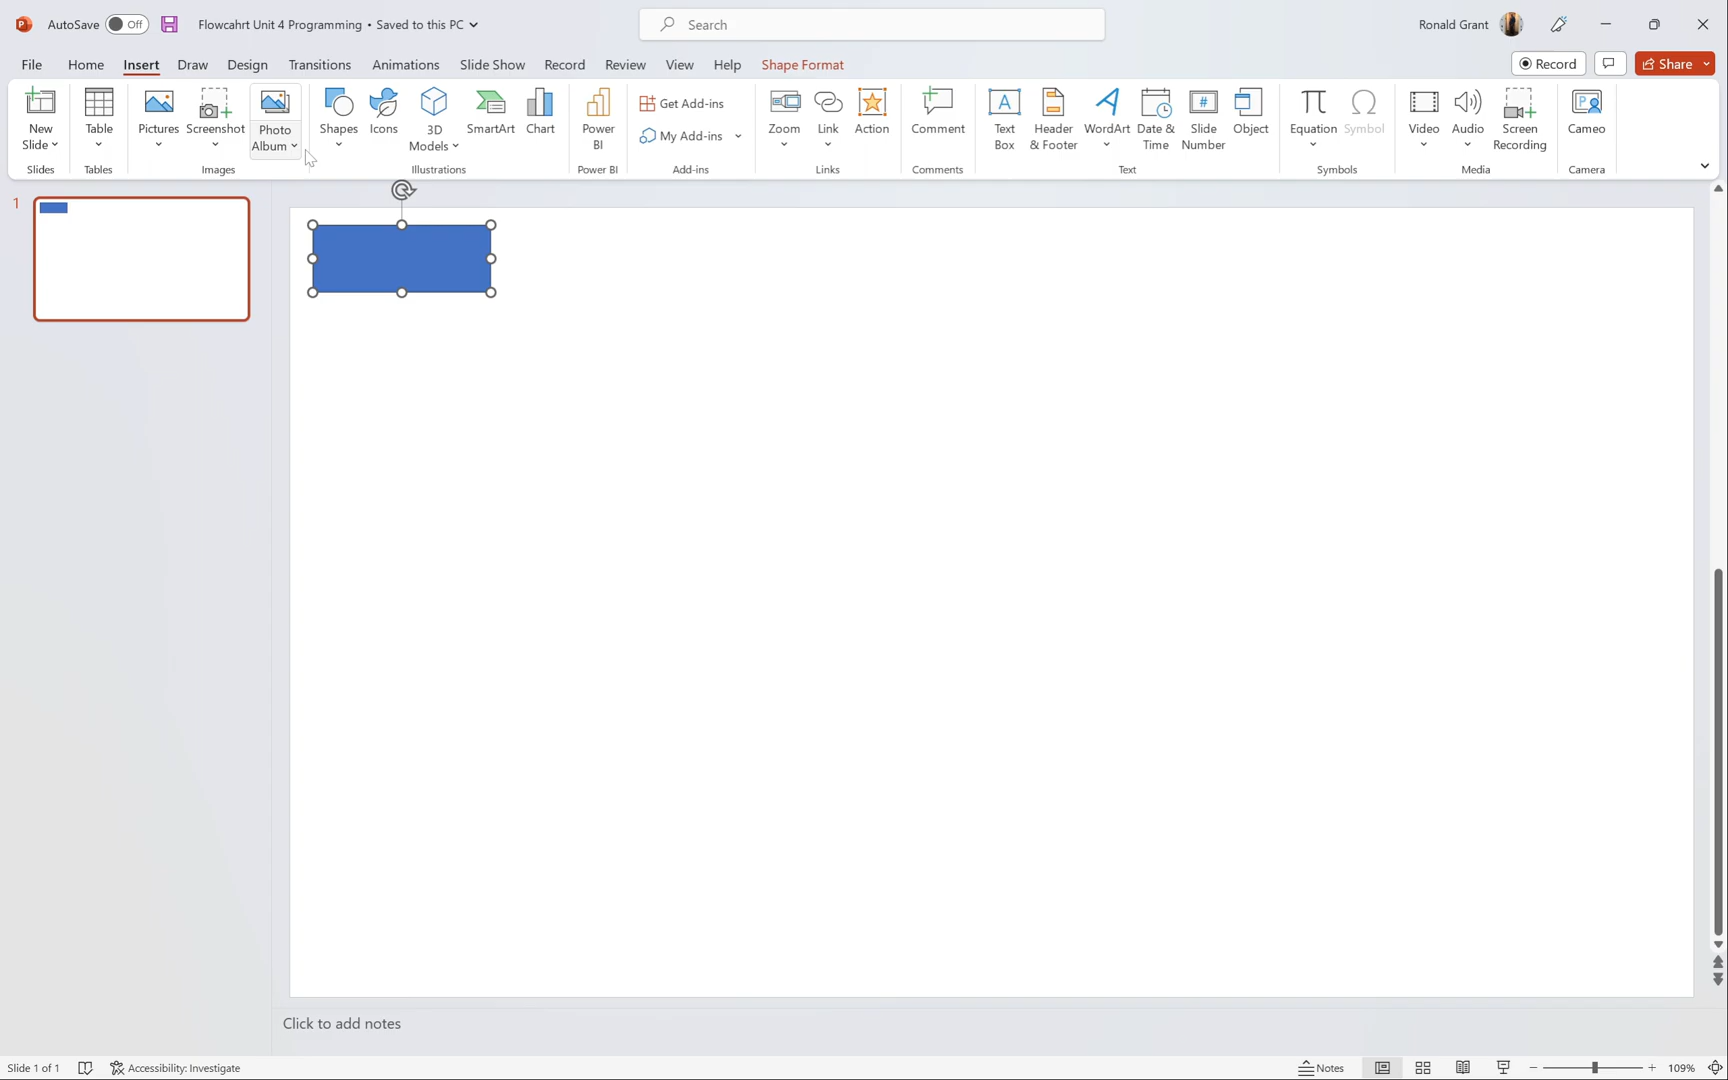 AutoSave Off Flowcahrt Unit 4 Programming • Saved to this PC Search Ronald Grant
File Home Insert Draw Design Transitions Animations Slide Show Record Review View Help Shape Format Record Share
New Slide Table Pictures Screenshot Photo Album Shapes Icons 3D Models SmartArt Chart Power BI Get Add-ins My Add-ins Zoom Link Action Comment Text Box Header & Footer WordArt Date & Time Slide Number Object Equation Symbol Video Audio Screen Recording Cameo
Slides Tables Images Illustrations Power BI Add-ins Links Comments Text Symbols Media Camera
1
Click to add notes
Slide 1 of 1 Accessibility: Investigate Notes 109%